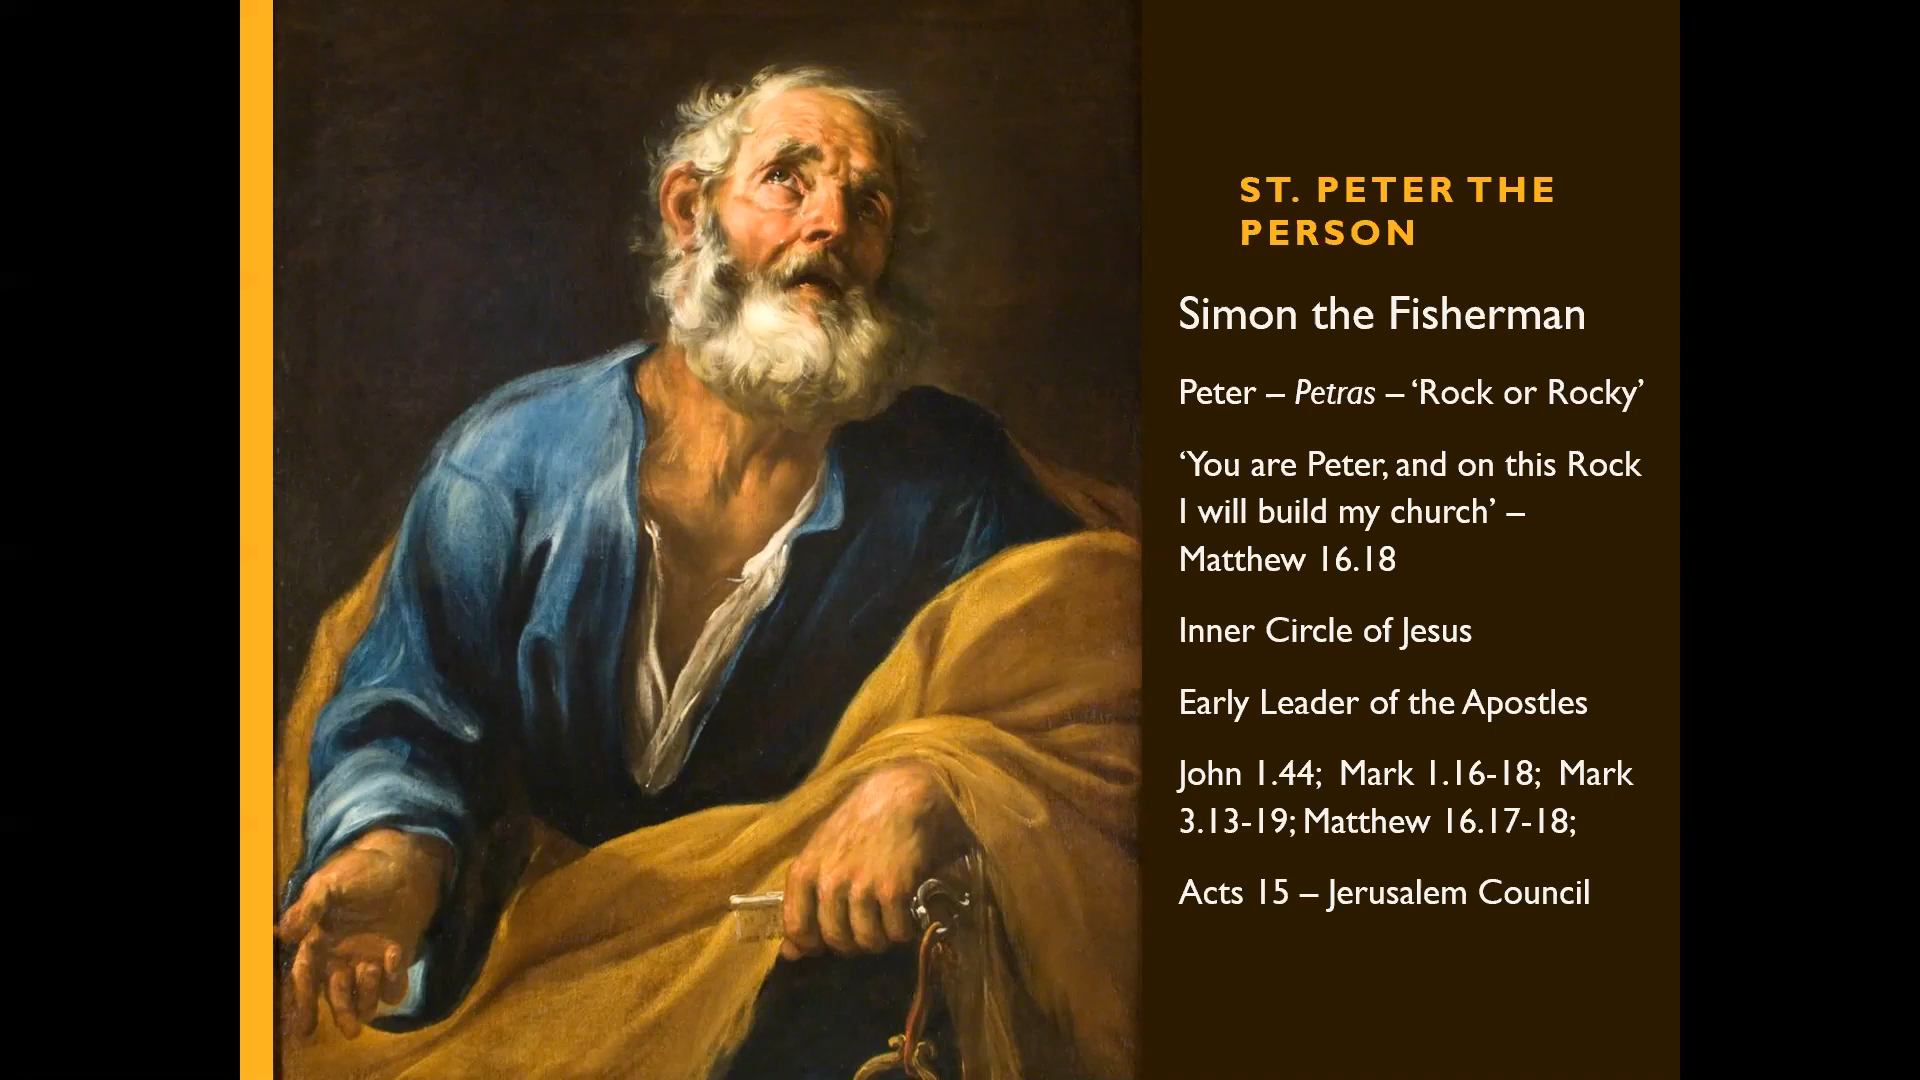 ST. PETER THE
PERSON
Simon the Fisherman
Peter – Petras – ‘Rock or Rocky’
‘You are Peter, and on this Rock
I will build my church’ –
Matthew 16.18
Inner Circle of Jesus
Early Leader of the Apostles
John 1.44;  Mark 1.16-18;  Mark
3.13-19; Matthew 16.17-18;
Acts 15 – Jerusalem Council